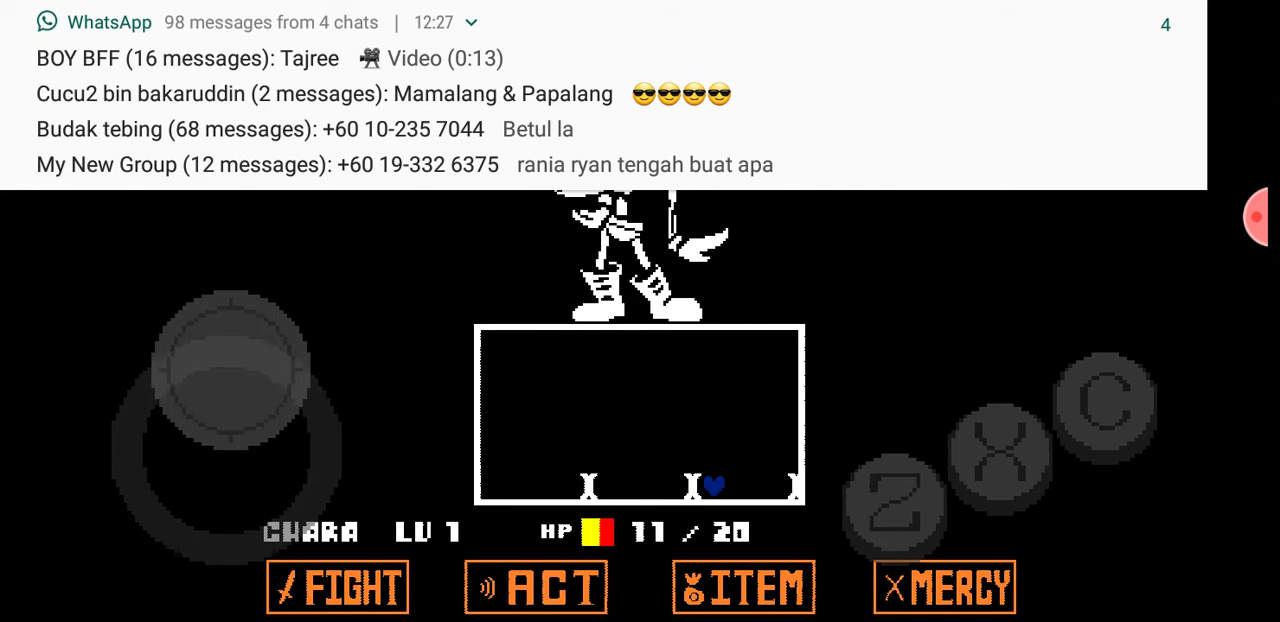 WhatsApp 98 messages from 4 chats | 12:27 4
BOY BFF (16 messages): Tajree 🎥 Video (0:13)
Cucu2 bin bakaruddin (2 messages): Mamalang & Papalang 😎😎😎😎
Budak tebing (68 messages): +60 10-235 7044 Betul la
My New Group (12 messages): +60 19-332 6375 rania ryan tengah buat apa
C
X
Z
CHARA LV 1 HP 11 / 20
FIGHT ACT ITEM MERCY